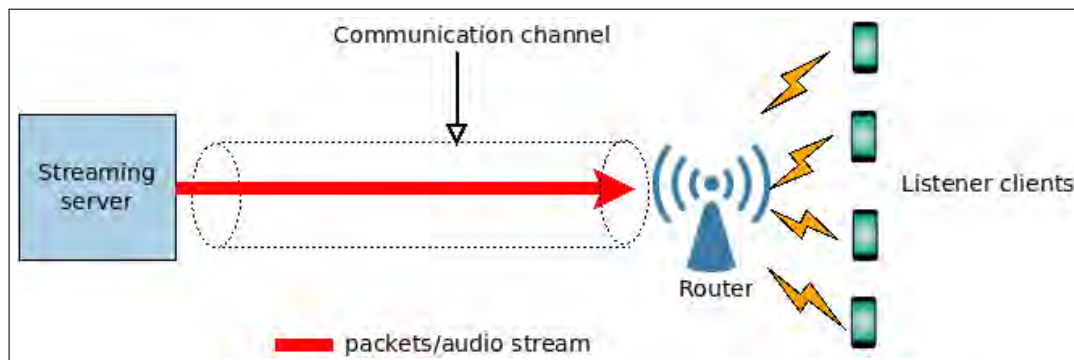 Communication channel
Streaming
server
Listener clients
Router
packets/audio stream